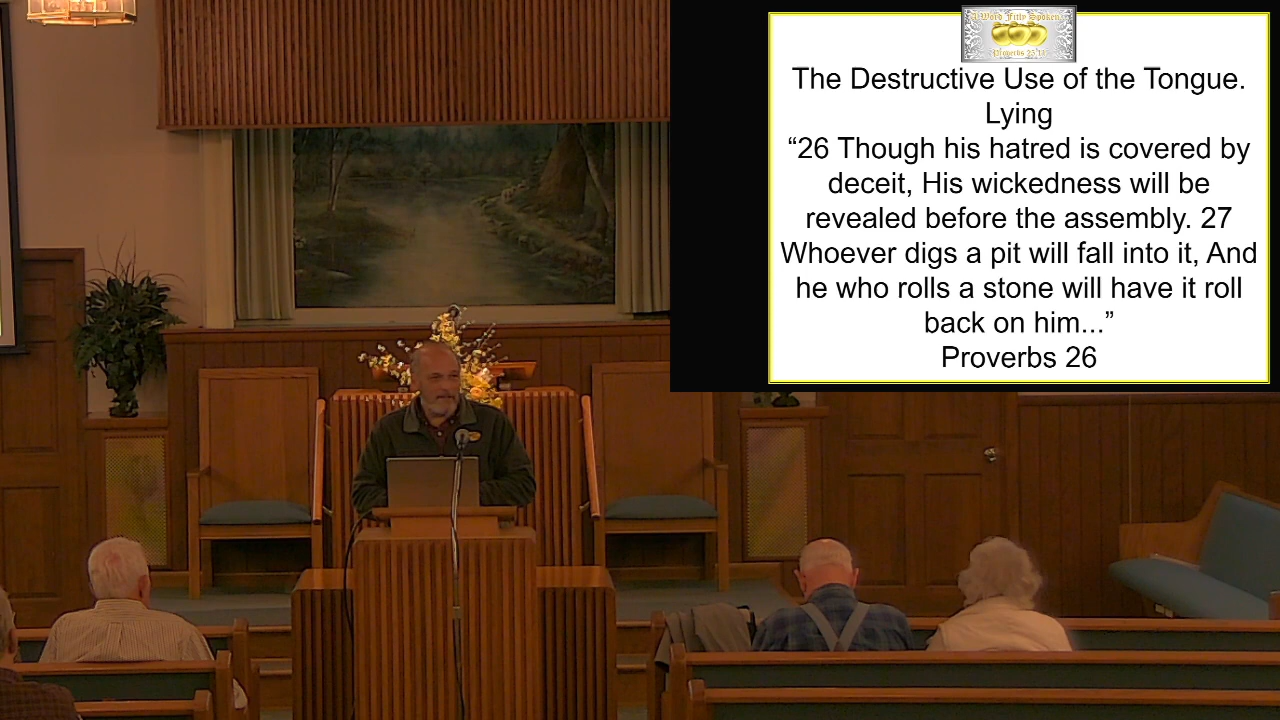 A Word Fitly Spoken
Proverbs 25:11
The Destructive Use of the Tongue.
Lying
“26 Though his hatred is covered by
deceit, His wickedness will be
revealed before the assembly. 27
Whoever digs a pit will fall into it, And
he who rolls a stone will have it roll
back on him...”
Proverbs 26